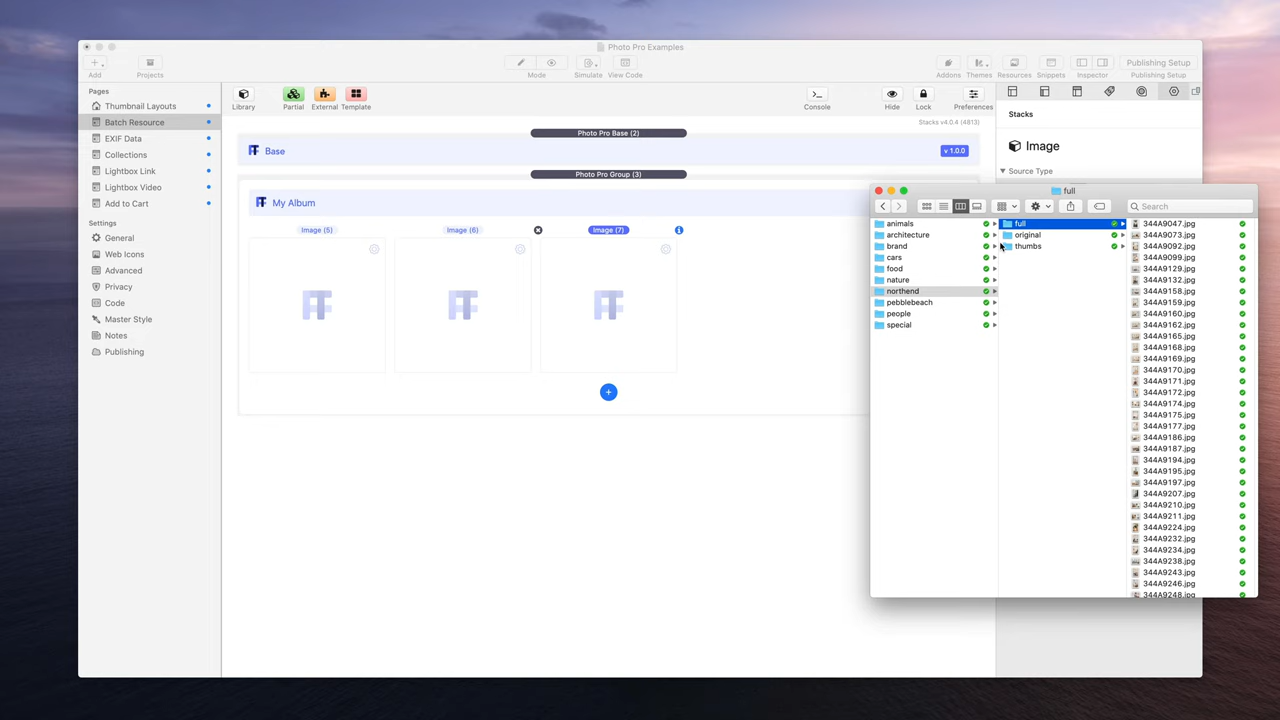 Photo Pro Examples
Add
Projects
Mode
Simulate
View Code
Addons
Themes
Resources
Snippets
Inspector
Publishing Setup
Publishing Setup
Pages
Thumbnail Layouts
Batch Resource
EXIF Data
Collections
Lightbox Link
Lightbox Video
Add to Cart
Settings
General
Web Icons
Advanced
Privacy
Code
Master Style
Notes
Publishing
Library
Partial
External
Template
Console
Hide
Lock
Preferences
Stacks v4.0.4 (4813)
Photo Pro Base (2)
Base
v 1.0.0
Photo Pro Group (3)
My Album
Image (5)
Image (6)
Image (7)
Stacks
Image
Source Type
full
Search
animals
architecture
brand
cars
food
nature
northend
pebblebeach
people
special
full
original
thumbs
344A9047.jpg
344A9073.jpg
344A9092.jpg
344A9099.jpg
344A9129.jpg
344A9132.jpg
344A9158.jpg
344A9159.jpg
344A9160.jpg
344A9162.jpg
344A9165.jpg
344A9168.jpg
344A9169.jpg
344A9170.jpg
344A9171.jpg
344A9172.jpg
344A9174.jpg
344A9175.jpg
344A9177.jpg
344A9186.jpg
344A9187.jpg
344A9194.jpg
344A9195.jpg
344A9197.jpg
344A9207.jpg
344A9210.jpg
344A9211.jpg
344A9224.jpg
344A9232.jpg
344A9234.jpg
344A9238.jpg
344A9243.jpg
344A9246.jpg
344A9248.jpg